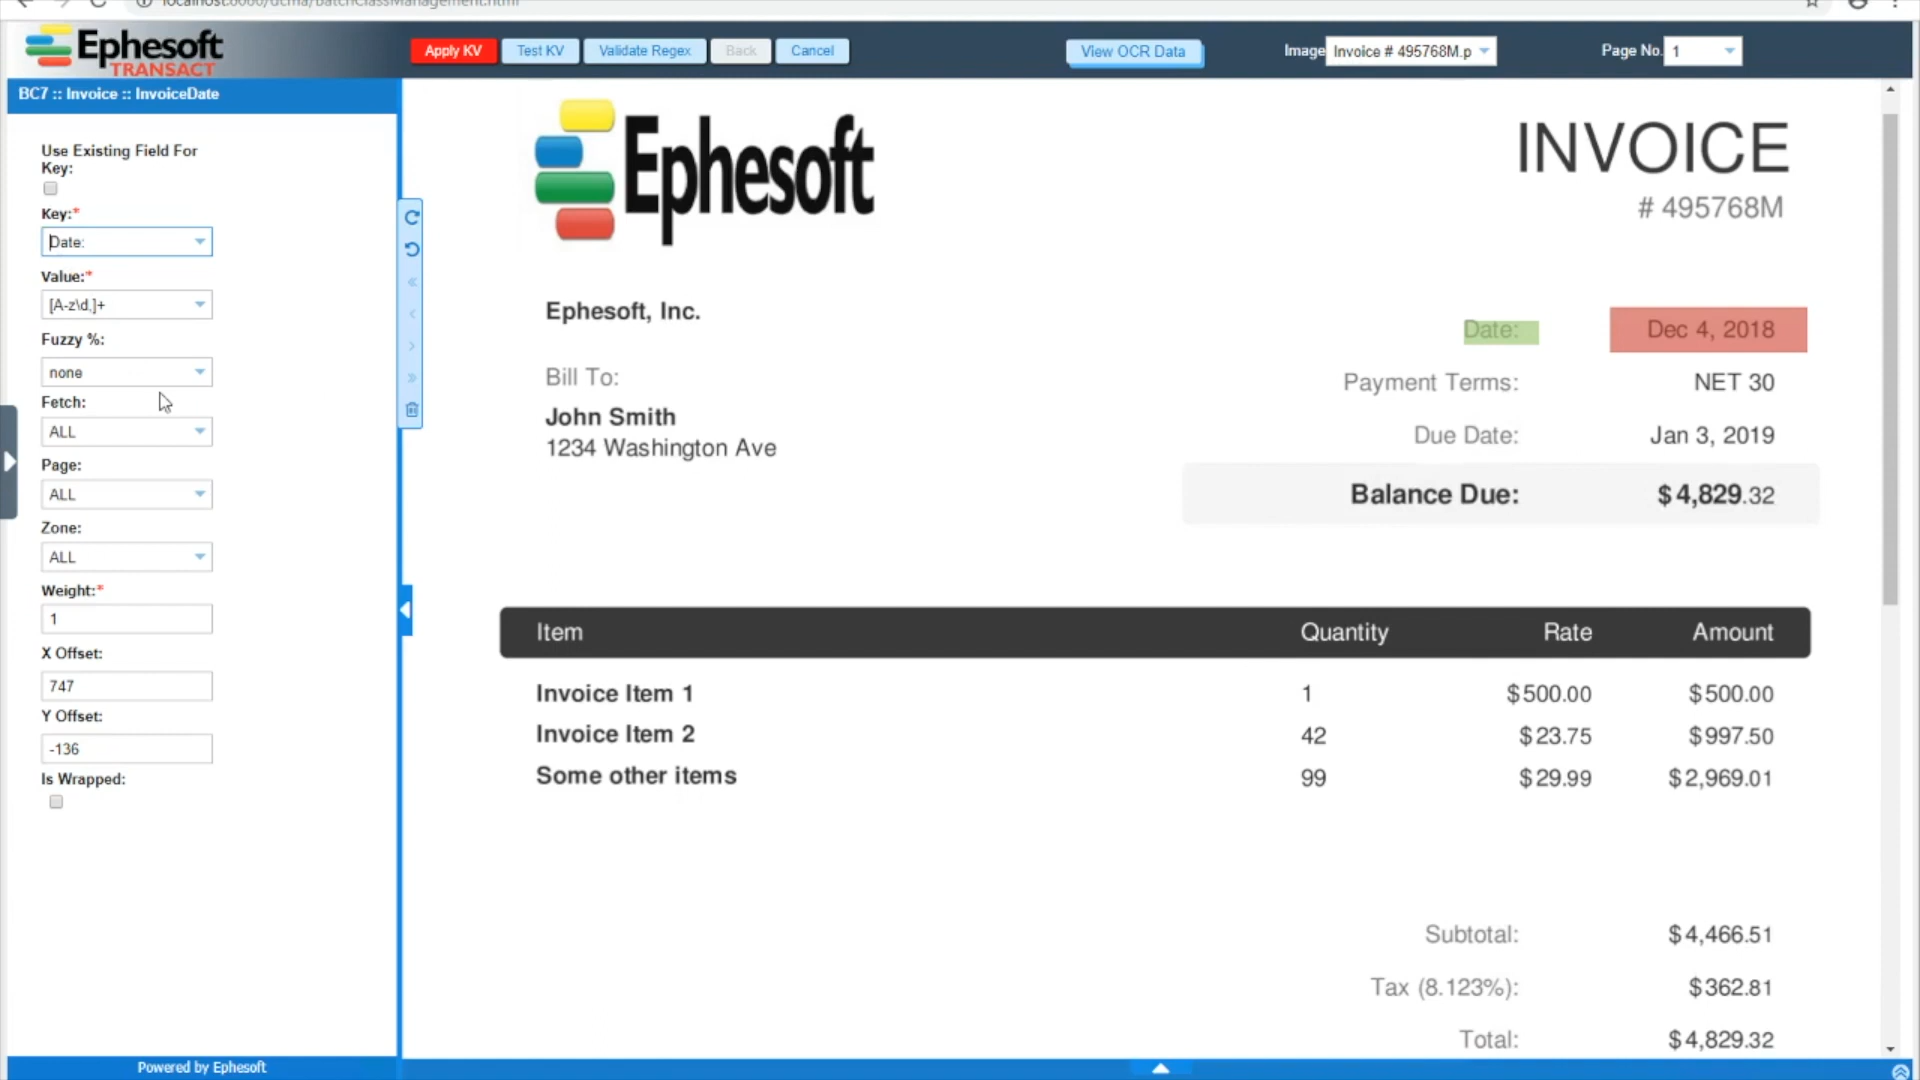 localhost:8080/dcma/BatchClassManagement.html
Ephesoft
TRANSACT
Apply KV
Test KV
Validate Regex
Back
Cancel
View OCR Data
Image
Invoice # 495768M.p
Page No.
1
BC7 :: Invoice :: InvoiceDate
Use Existing Field For
Key:
Key:*
Date:
Value:*
[A-z\d,]+
Fuzzy %:
none
Fetch:
ALL
Page:
ALL
Zone:
ALL
Weight:*
1
X Offset:
747
Y Offset:
-136
Is Wrapped:
Powered by Ephesoft
Ephesoft
INVOICE
# 495768M
Ephesoft, Inc.
Date: Dec 4, 2018
Bill To:
Payment Terms: NET 30
John Smith
1234 Washington Ave
Due Date: Jan 3, 2019
Balance Due: $4,829.32
Item Quantity Rate Amount
Invoice Item 1 1 $500.00 $500.00
Invoice Item 2 42 $23.75 $997.50
Some other items 99 $29.99 $2,969.01
Subtotal: $4,466.51
Tax (8.123%): $362.81
Total: $4,829.32